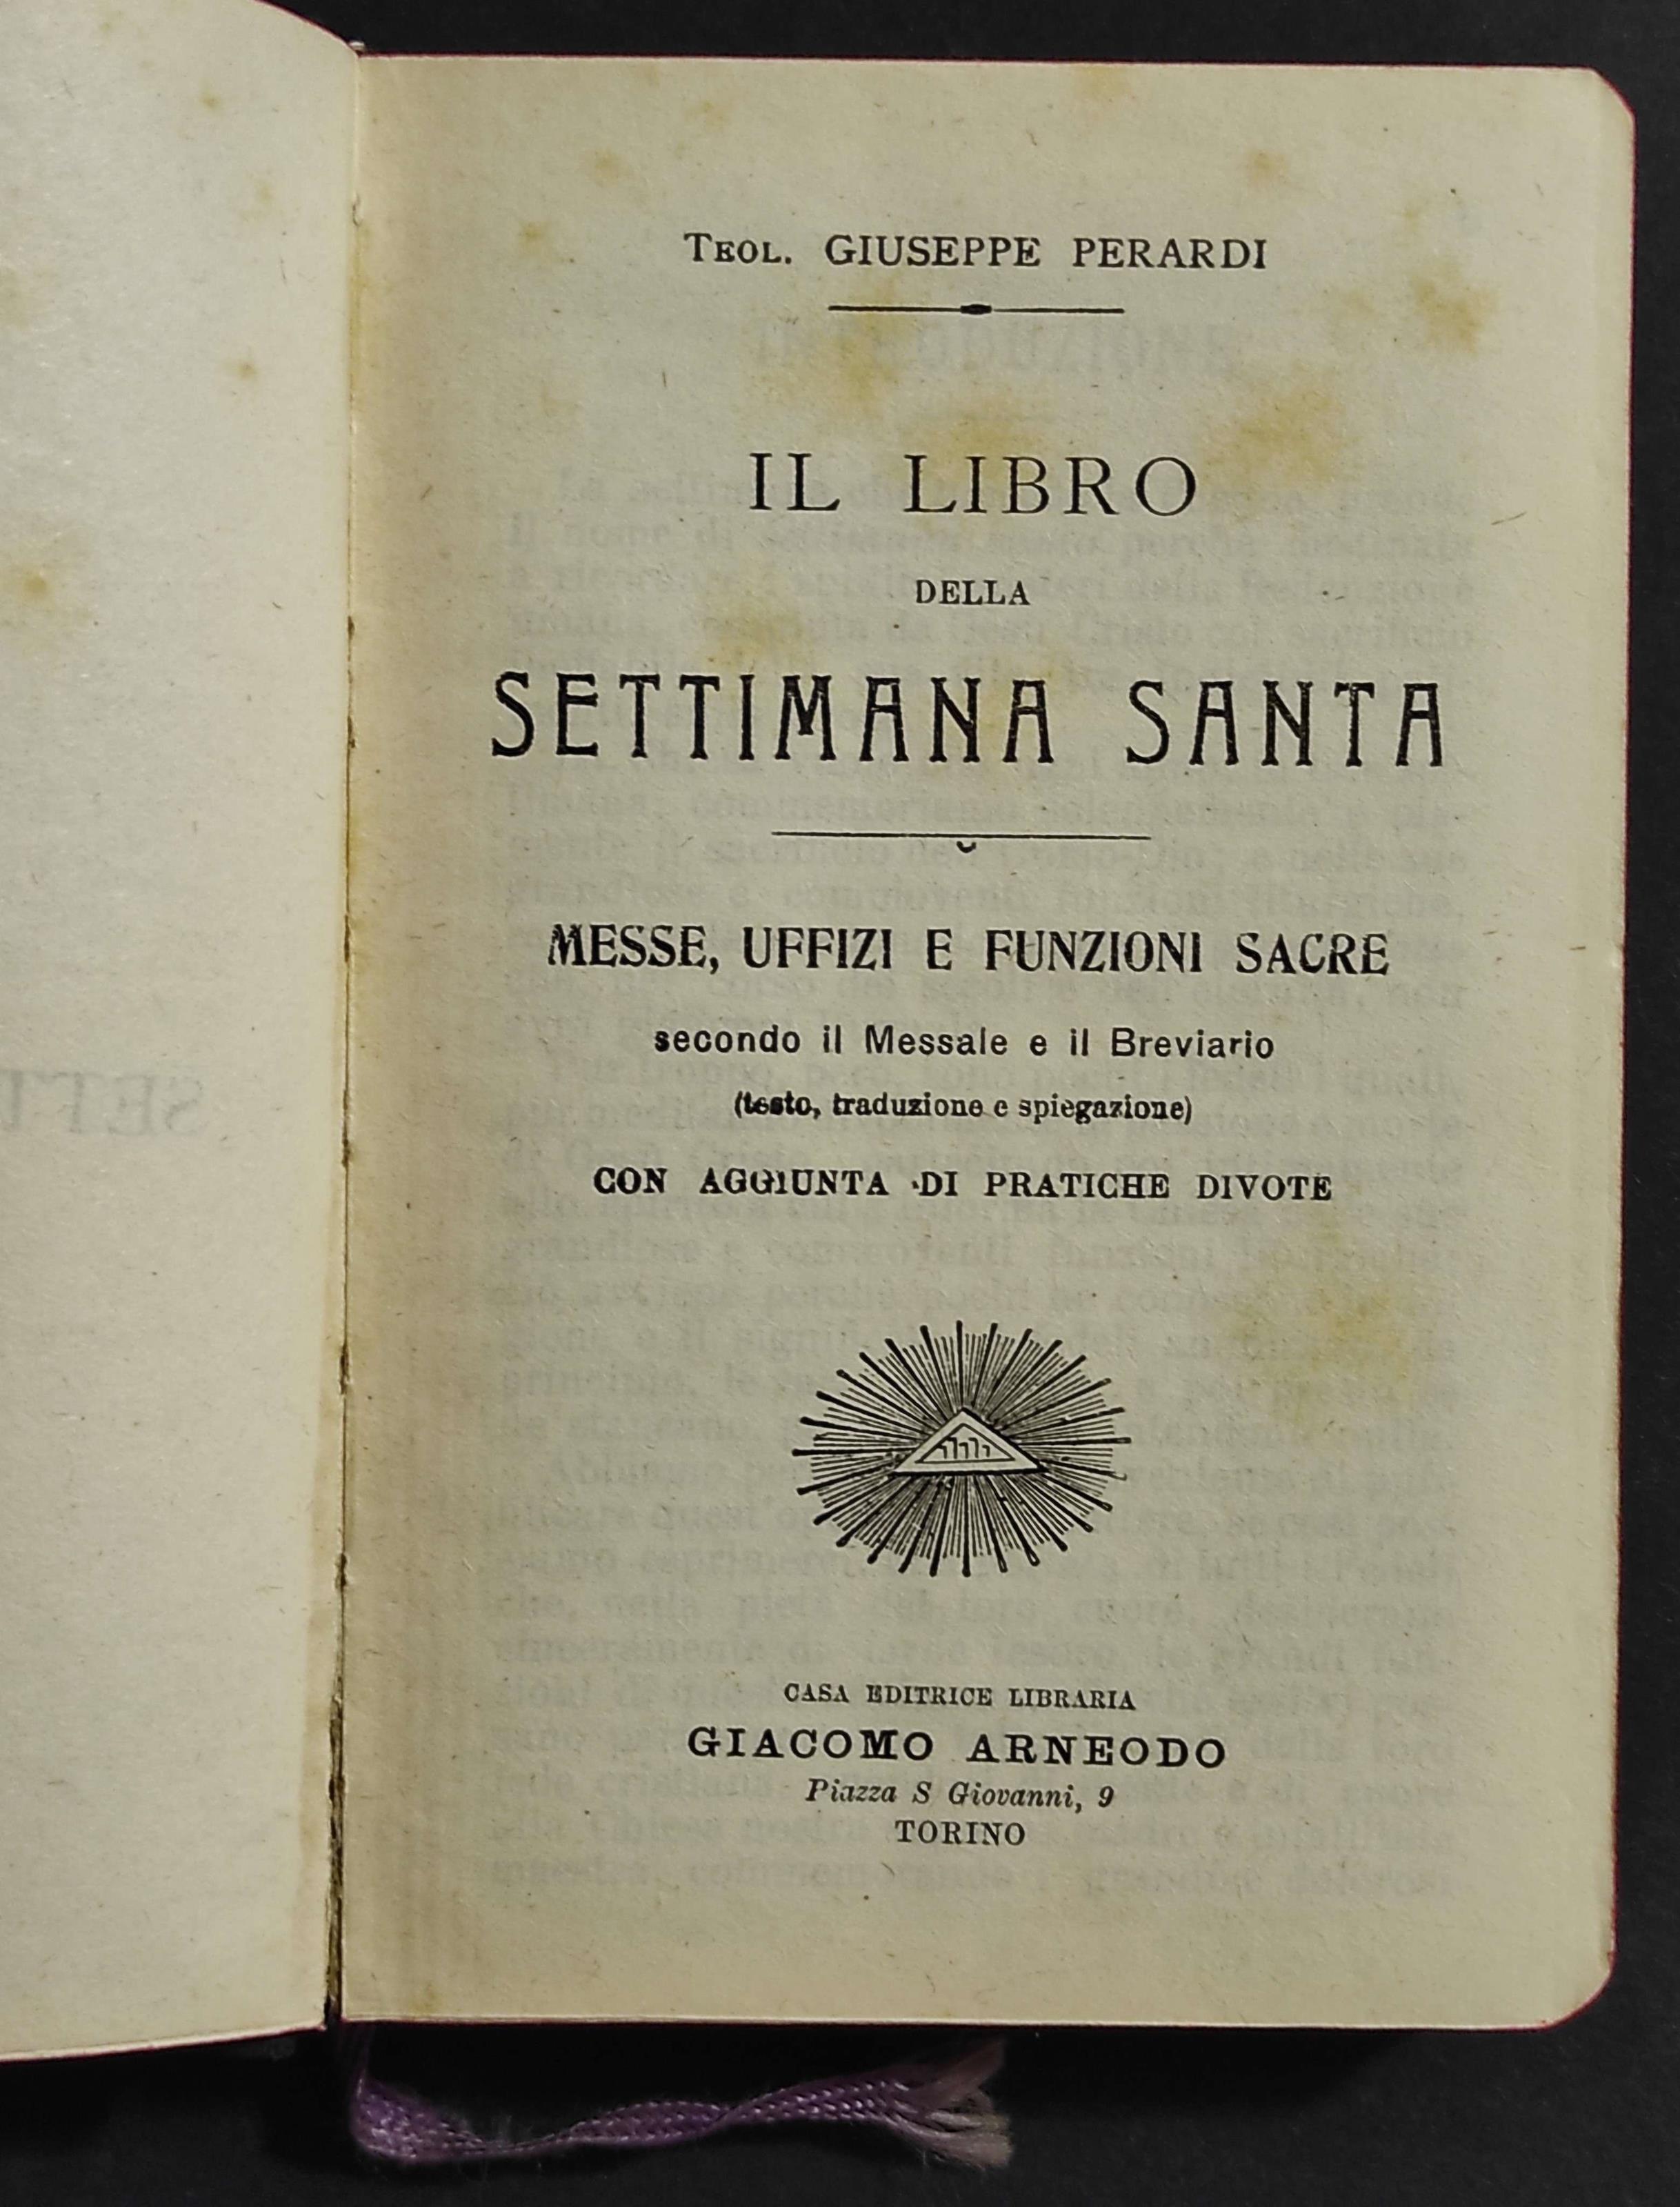 Teol. GIUSEPPE PERARDI
IL LIBRO
DELLA
SETTIMANA SANTA
MESSE, UFFIZI E FUNZIONI SACRE
secondo il Messale e il Breviario
(testo, traduzione e spiegazione)
CON AGGIUNTA DI PRATICHE DIVOTE
CASA EDITRICE LIBRARIA
GIACOMO ARNEODO
Piazza S Giovanni, 9
TORINO